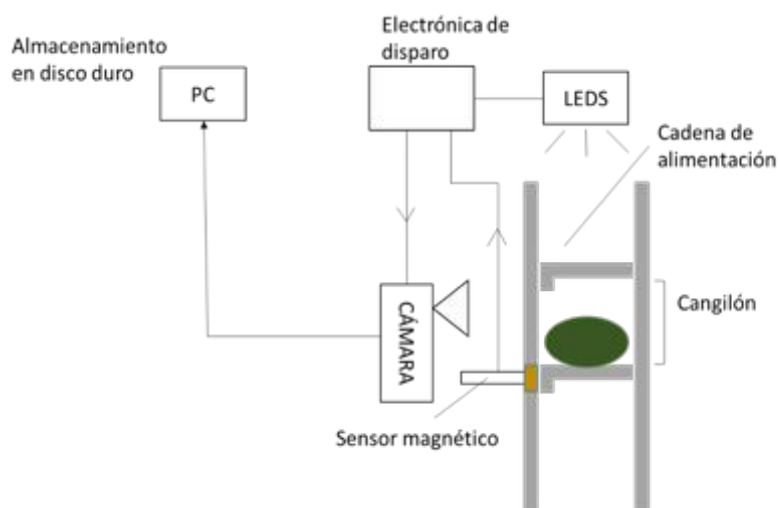 Almacenamiento
en disco duro
PC
Electrónica de
disparo
LEDS
Cadena de
alimentación
CÁMARA
Cangilón
Sensor magnético